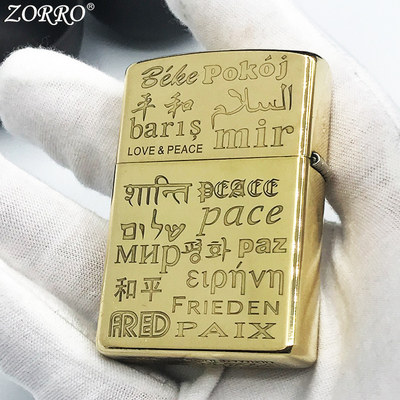 ZORRO®
Béke Pokój
平和 السلام
barış mir
LOVE & PEACE
शान्ति PEACE
שלום pace
мир 평화 paz
和平 ειρήνη
FRIEDEN
FRED PAIX